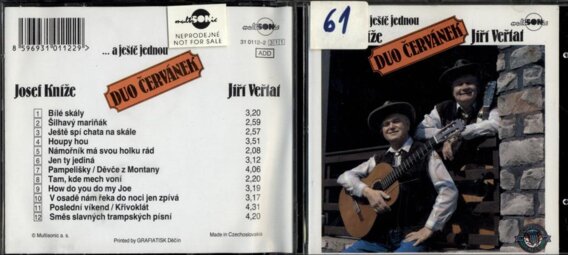 8 596931 011229 >
multiSONic
NEPRODEJNÉ
NOT FOR SALE
31 0112-2
ADD
... a ještě jednou
DUO ČERVÁNEK
Josef Kníže
Jiří Veřtat
1 Bílé skály 3,20
2 Šilhavý mariňák 2,59
3 Ještě spí chata na skále 2,57
4 Houpy hou 3,51
5 Námořník má svou holku rád 2,08
6 Jen ty jediná 3,12
7 Pampelišky / Děvče z Montany 4,06
8 Tam, kde mech voní 2,20
9 How do you do my Joe 3,19
10 V osadě nám řeka do noci jen zpívá 3,17
11 Poslední víkend / Křivoklát 4,31
12 Směs slavných trampských písní 4,20
© Multisonic a. s.
Printed by GRAFIATISK Děčín
Made in Czechoslovakia
61
a ještě jednou
multiSONic
íže
Jiří Veřtat
DUO ČERVÁNEK